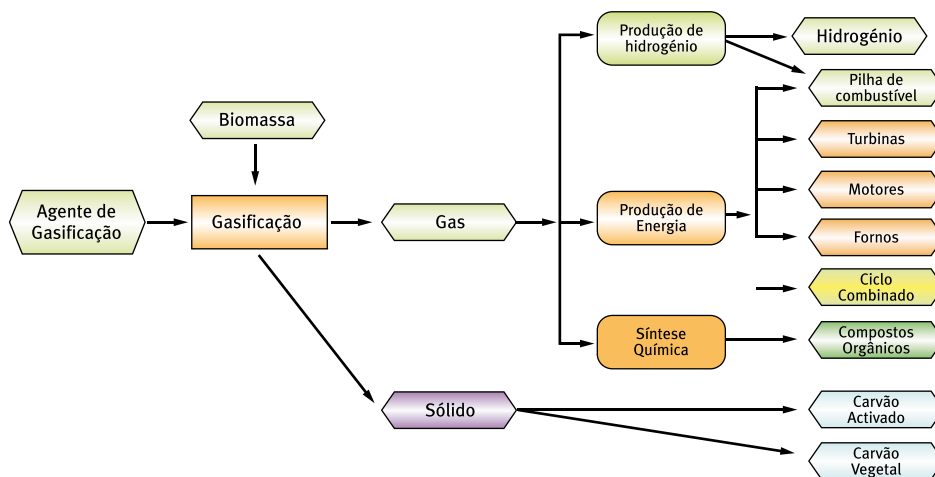 Produção de
hidrogénio
Hidrogénio
Pilha de
combustível
Biomassa
Turbinas
Agente de
Gasificação
Gasificação
Gas
Produção de
Energia
Motores
Fornos
Ciclo
Combinado
Síntese
Química
Compostos
Orgânicos
Sólido
Carvão
Activado
Carvão
Vegetal